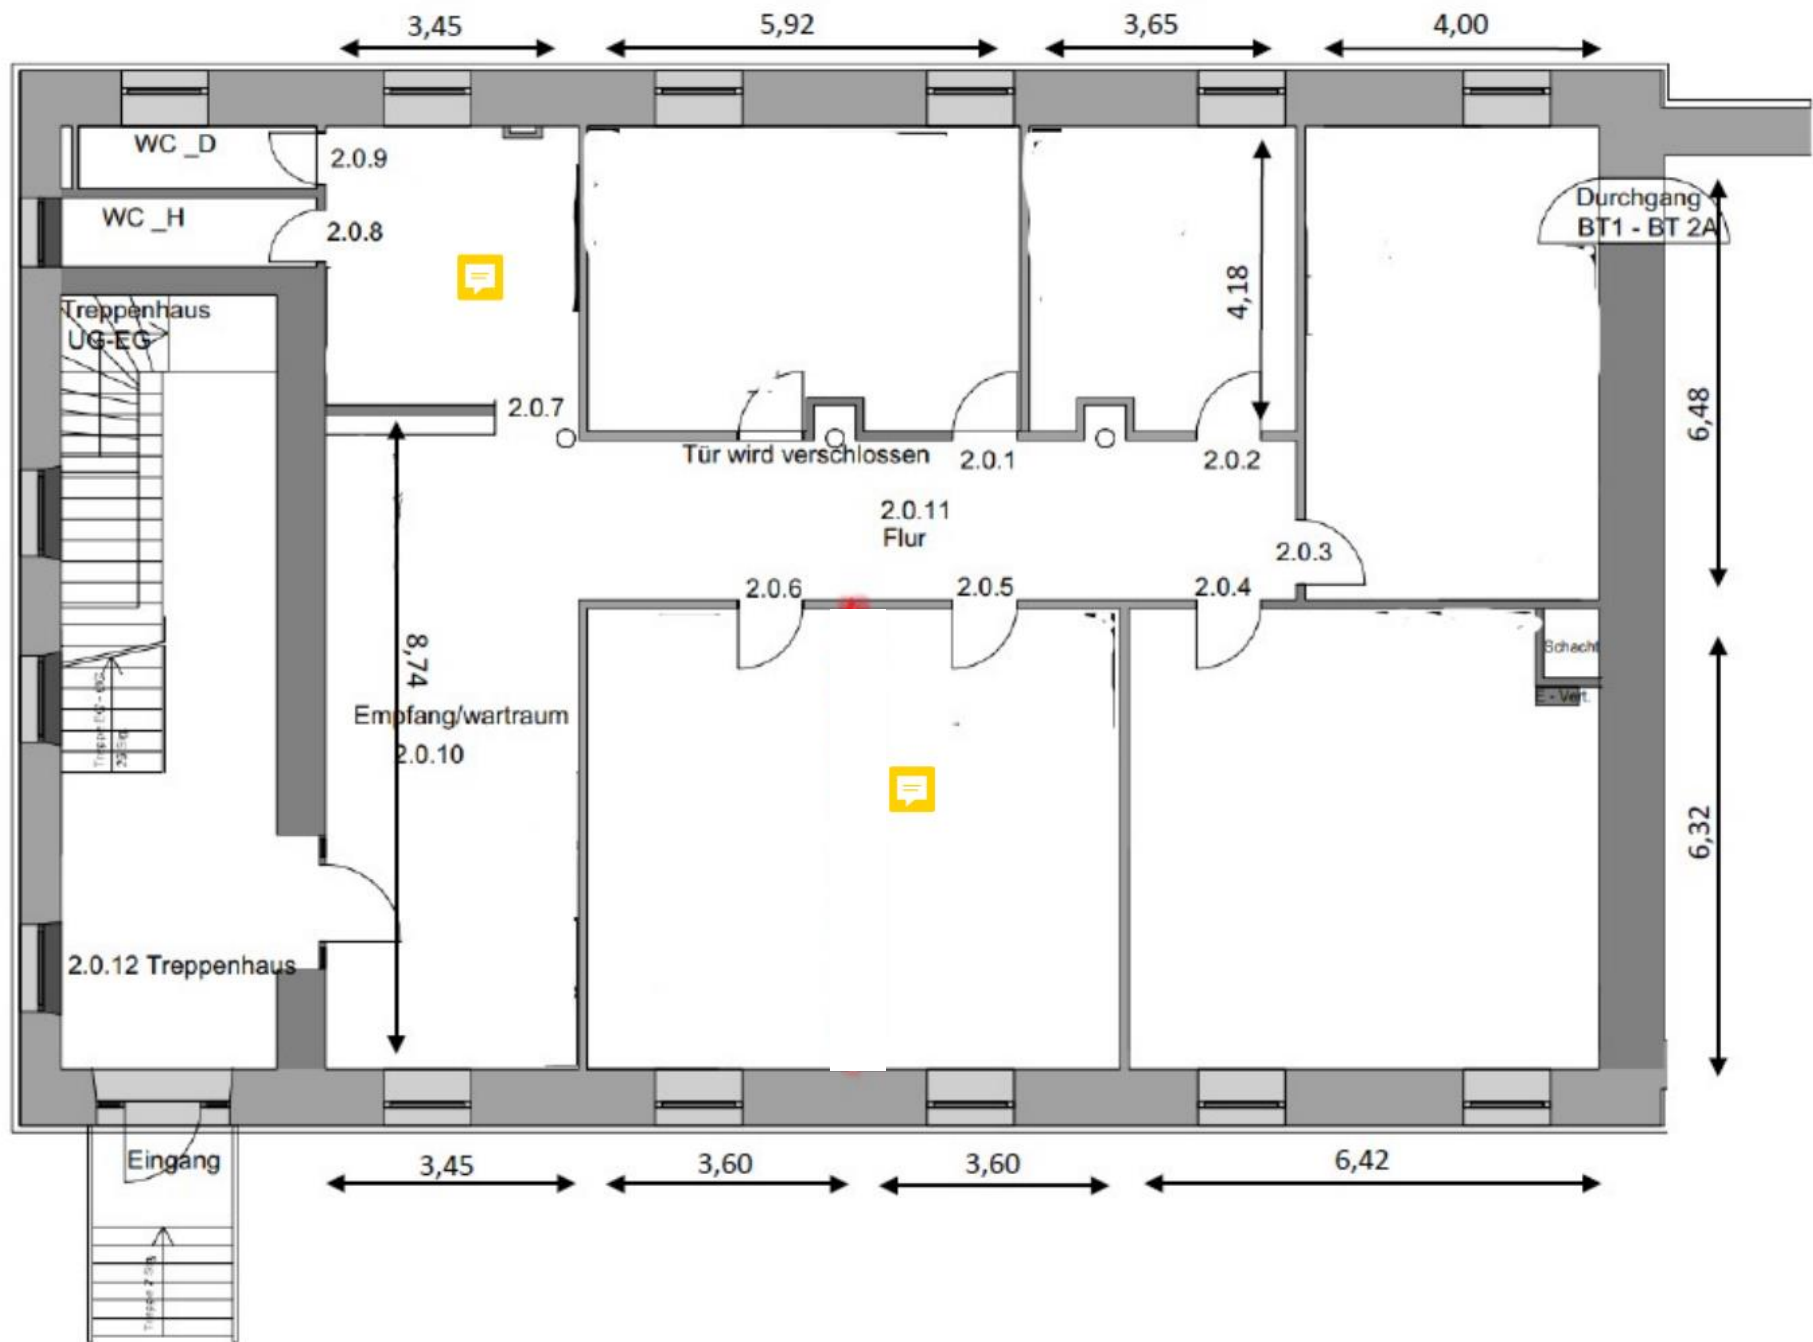 3,45
5,92
3,65
4,00
WC _D
2.0.9
WC _H
2.0.8
Durchgang
BT1 - BT 2A
4,18
Treppenhaus
UG-EG
2.0.7
6,48
Tür wird verschlossen
2.0.1
2.0.2
2.0.11
Flur
2.0.3
2.0.6
2.0.5
2.0.4
8,74
Schacht
E - Vert.
Empfang/wartraum
2.0.10
6,32
2.0.12 Treppenhaus
Eingang
3,45
3,60
3,60
6,42